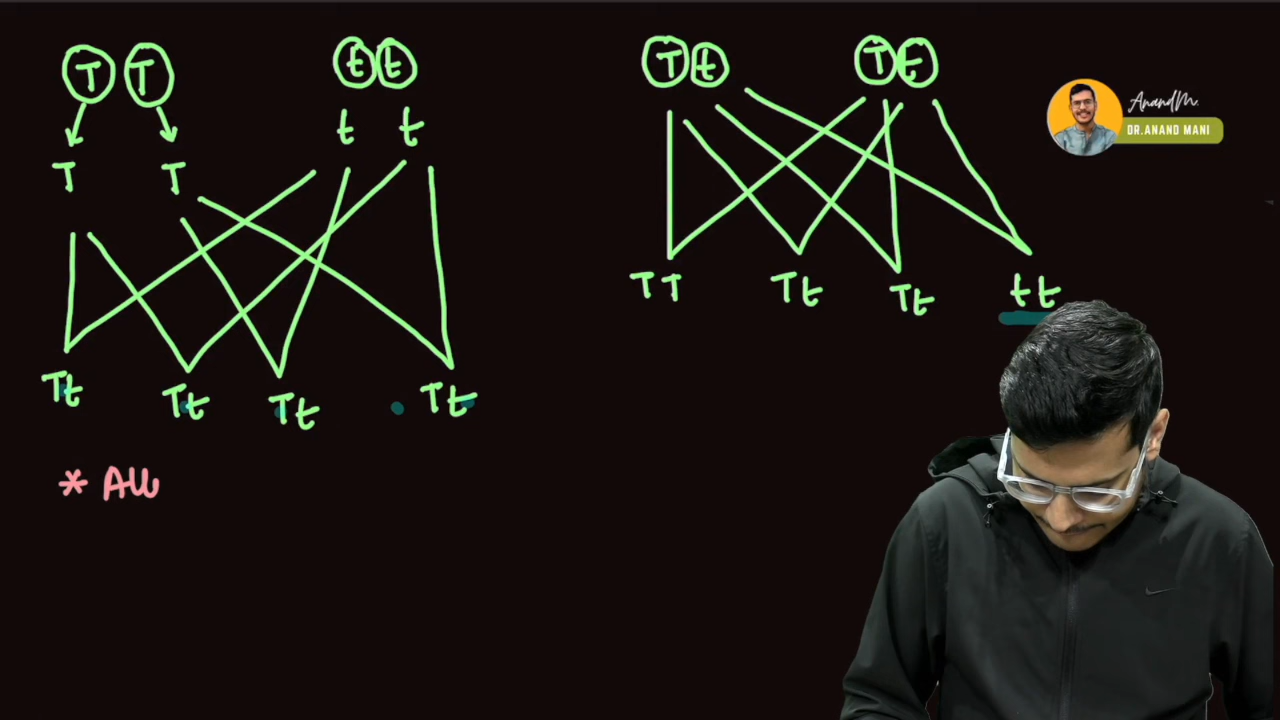 T T
t t
T T
t t
Tt Tt Tt Tt
* All
T t
T t
TT Tt Tt tt
AnandM.
DR.ANAND MANI